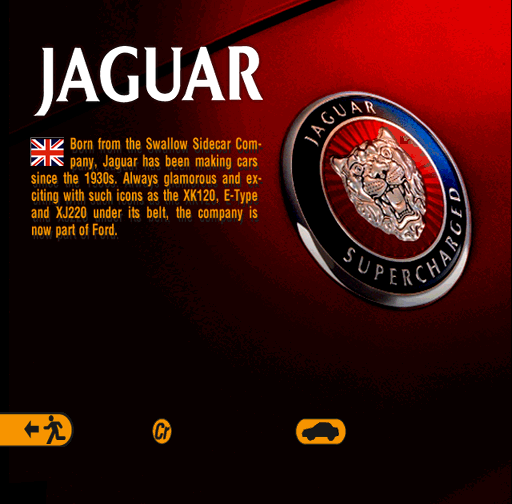 JAGUAR
Born from the Swallow Sidecar Com-
pany, Jaguar has been making cars
since the 1930s. Always glamorous and ex-
citing with such icons as the XK120, E-Type
and XJ220 under its belt, the company is
now part of Ford.
JAGUAR
SUPERCHARGED
Cr